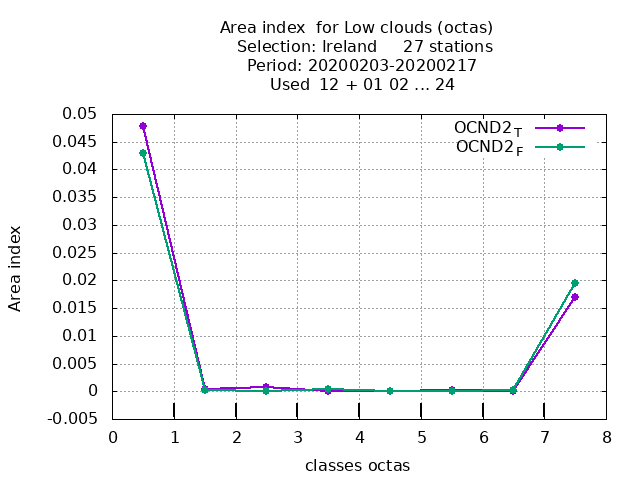 Area index  for Low clouds (octas)
Selection: Ireland     27 stations
Period: 20200203-20200217
Used  12 + 01 02 ... 24
OCND2_T
OCND2_F
0.05
0.045
0.04
0.035
0.03
0.025
0.02
0.015
0.01
0.005
0
-0.005
Area index
0 1 2 3 4 5 6 7 8
classes octas